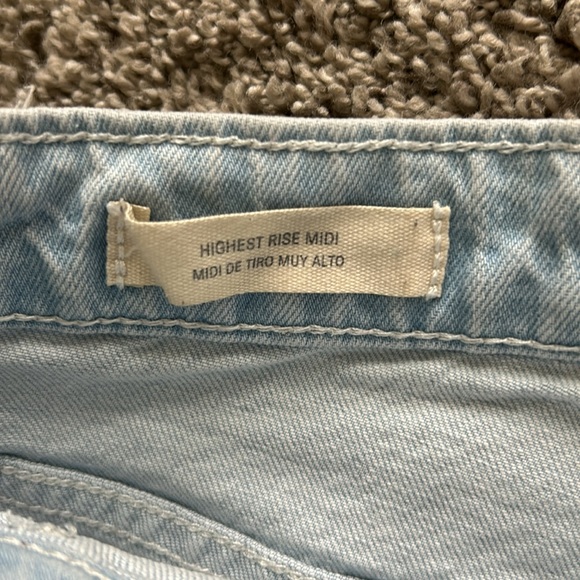 HIGHEST RISE MIDI
MIDI DE TIRO MUY ALTO